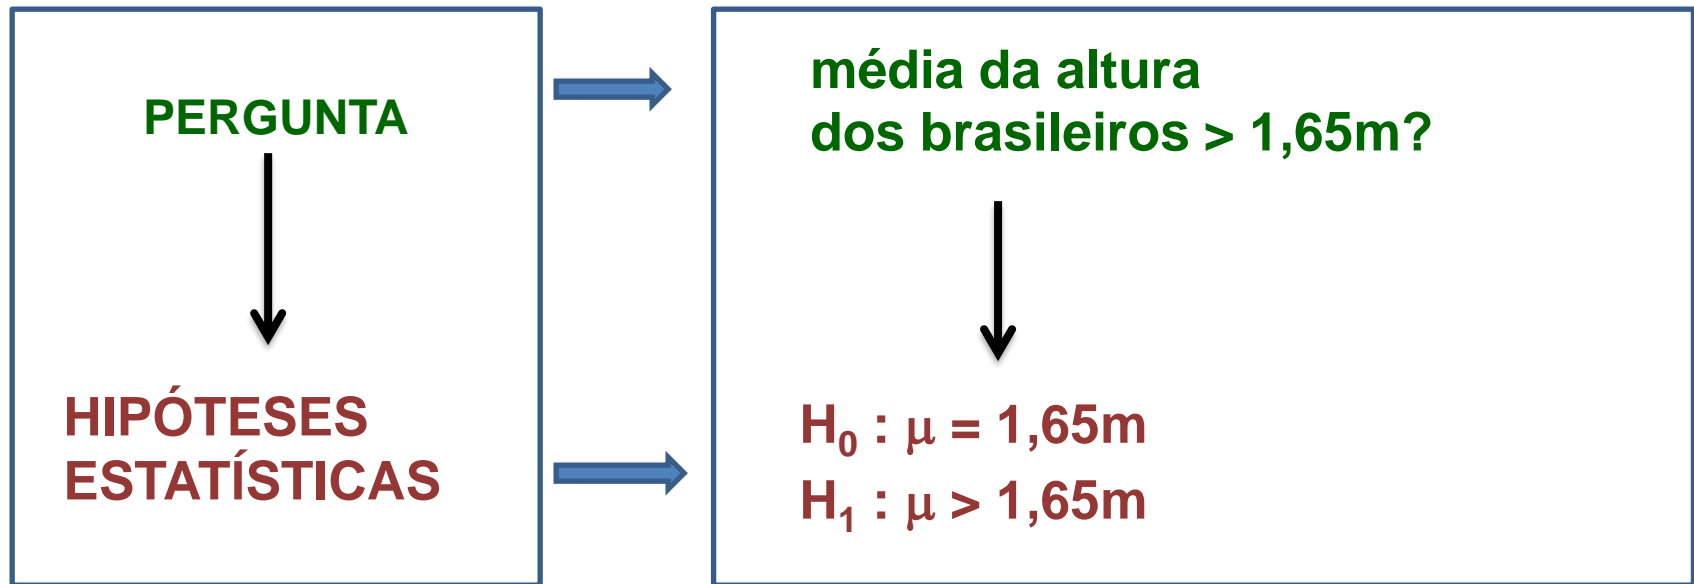 PERGUNTA
HIPÓTESES
ESTATÍSTICAS
média da altura
dos brasileiros > 1,65m?
H₀ : μ = 1,65m
H₁ : μ > 1,65m